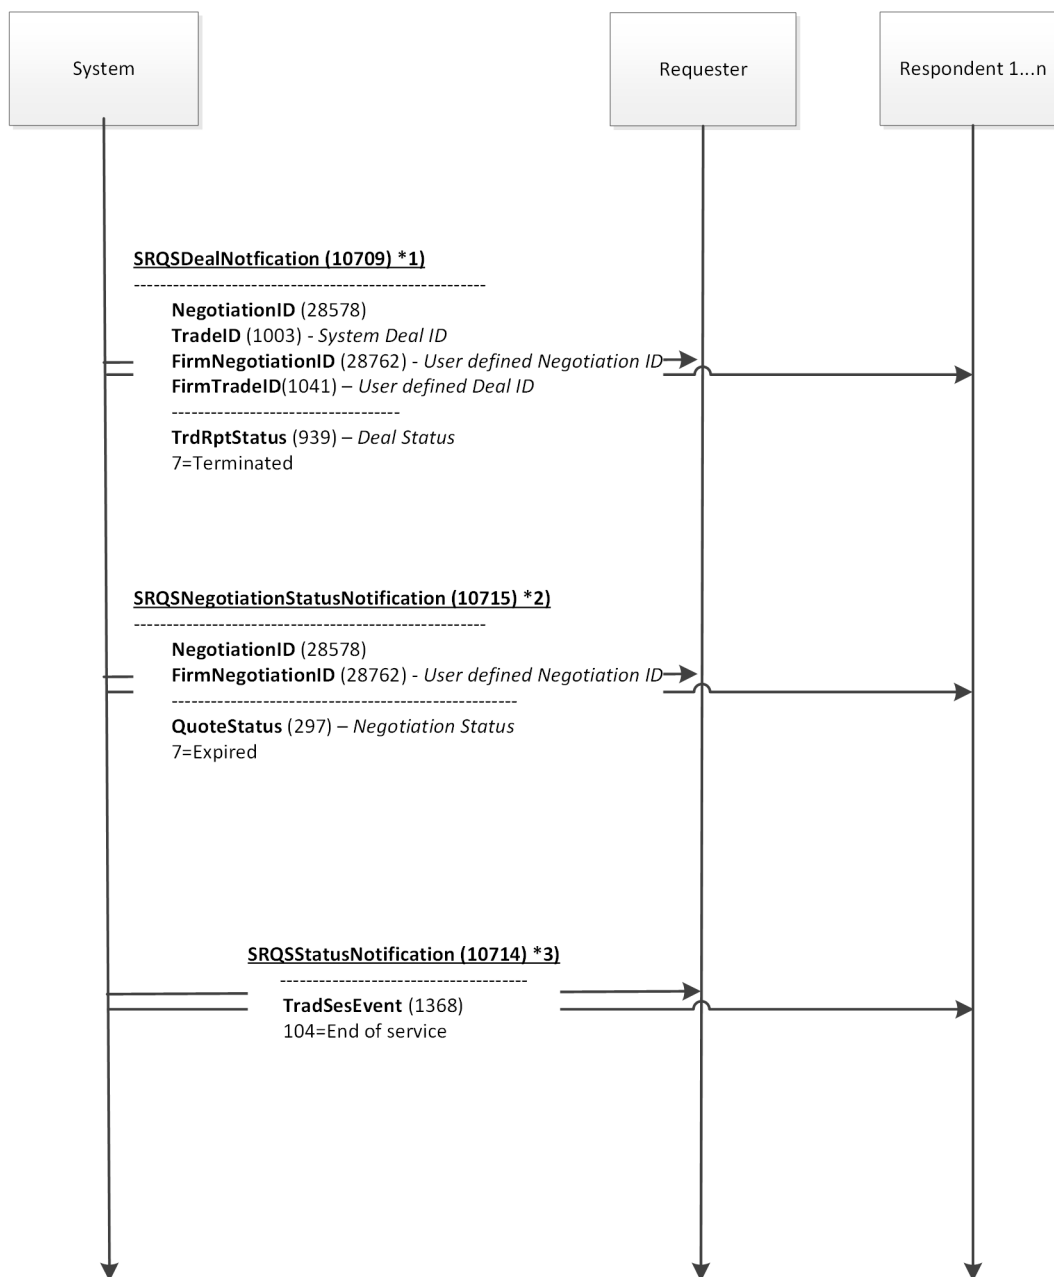 System
Requester
Respondent 1...n
SRQSDealNotfication (10709) *1)
------------------------------------------------------
NegotiationID (28578)
TradeID (1003) - System Deal ID
FirmNegotiationID (28762) - User defined Negotiation ID
FirmTradeID(1041) – User defined Deal ID
-----------------------------------
TrdRptStatus (939) – Deal Status
7=Terminated
SRQSNegotiationStatusNotification (10715) *2)
------------------------------------------------------
NegotiationID (28578)
FirmNegotiationID (28762) - User defined Negotiation ID
-----------------------------------------------------
QuoteStatus (297) – Negotiation Status
7=Expired
SRQSStatusNotification (10714) *3)
--------------------------------------
TradSesEvent (1368)
104=End of service